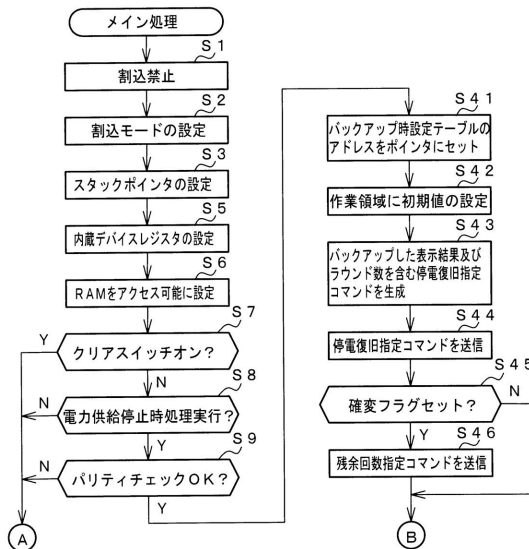 メイン処理
S1
割込禁止
S2
割込モードの設定
S3
スタックポインタの設定
S5
内蔵デバイスレジスタの設定
S6
RAMをアクセス可能に設定
S7
Y
クリアスイッチオン?
N
S8
N
電力供給停止時処理実行?
Y
S9
N
パリティチェックOK?
Y
A
S41
バックアップ時設定テーブルの
アドレスをポインタにセット
S42
作業領域に初期値の設定
S43
バックアップした表示結果及び
ラウンド数を含む停電復旧指定
コマンドを生成
S44
停電復旧指定コマンドを送信
S45
確変フラグセット?
N
Y
S46
残余回数指定コマンドを送信
B